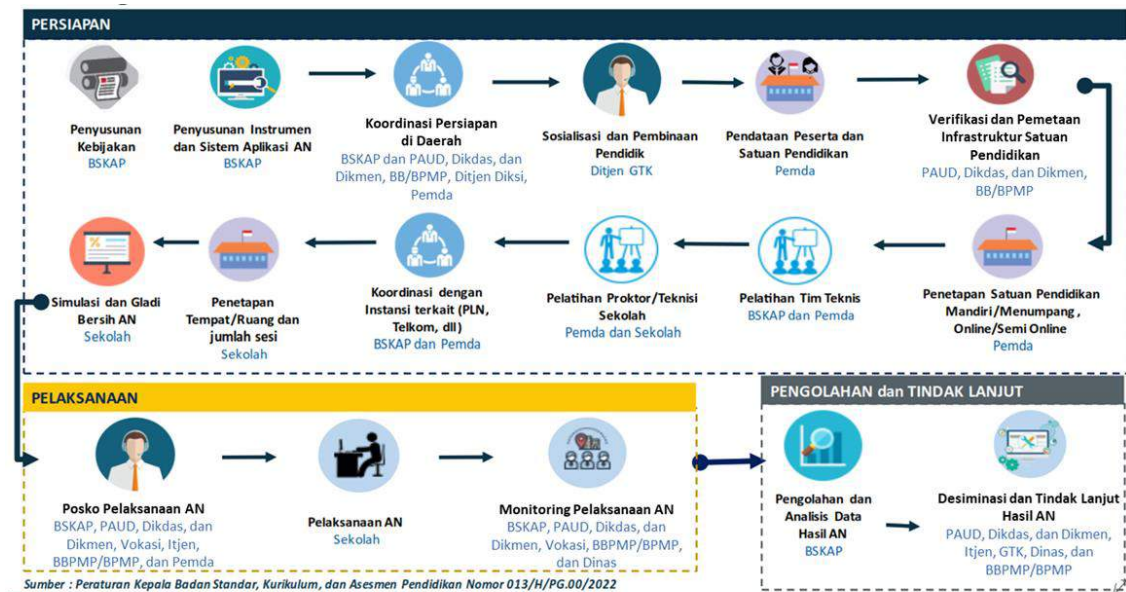 PERSIAPAN
Penyusunan
Kebijakan
BSKAP
Penyusunan Instrumen
dan Sistem Aplikasi AN
BSKAP
Koordinasi Persiapan
di Daerah
BSKAP dan PAUD, Dikdas, dan
Dikmen, BB/BPMP, Ditjen Diksi,
Pemda
Sosialisasi dan Pembinaan
Pendidik
Ditjen GTK
Pendataan Peserta dan
Satuan Pendidikan
Pemda
Verifikasi dan Pemetaan
Infrastruktur Satuan
Pendidikan
PAUD, Dikdas, dan Dikmen,
BB/BPMP
Penetapan Satuan Pendidikan
Mandiri/Menumpang,
Online/Semi Online
Pemda
Pelatihan Tim Teknis
BSKAP dan Pemda
Pelatihan Proktor/Teknisi
Sekolah
Pemda dan Sekolah
Koordinasi dengan
Instansi terkait (PLN,
Telkom, dll)
BSKAP dan Pemda
Penetapan
Tempat/Ruang dan
jumlah sesi
Sekolah
Simulasi dan Gladi
Bersih AN
Sekolah
PELAKSANAAN
Posko Pelaksanaan AN
BSKAP, PAUD, Dikdas, dan
Dikmen, Vokasi, Itjen,
BBPMP/BPMP, dan Pemda
Pelaksanaan AN
Sekolah
Monitoring Pelaksanaan AN
BSKAP, PAUD, Dikdas, dan
Dikmen, Vokasi, BBPMP/BPMP,
dan Dinas
PENGOLAHAN dan TINDAK LANJUT
Pengolahan dan
Analisis Data
Hasil AN
BSKAP
Desiminasi dan Tindak Lanjut
Hasil AN
PAUD, Dikdas, dan Dikmen,
Itjen, GTK, Dinas, dan
BBPMP/BPMP
Sumber : Peraturan Kepala Badan Standar, Kurikulum, dan Asesmen Pendidikan Nomor 013/H/PG.00/2022